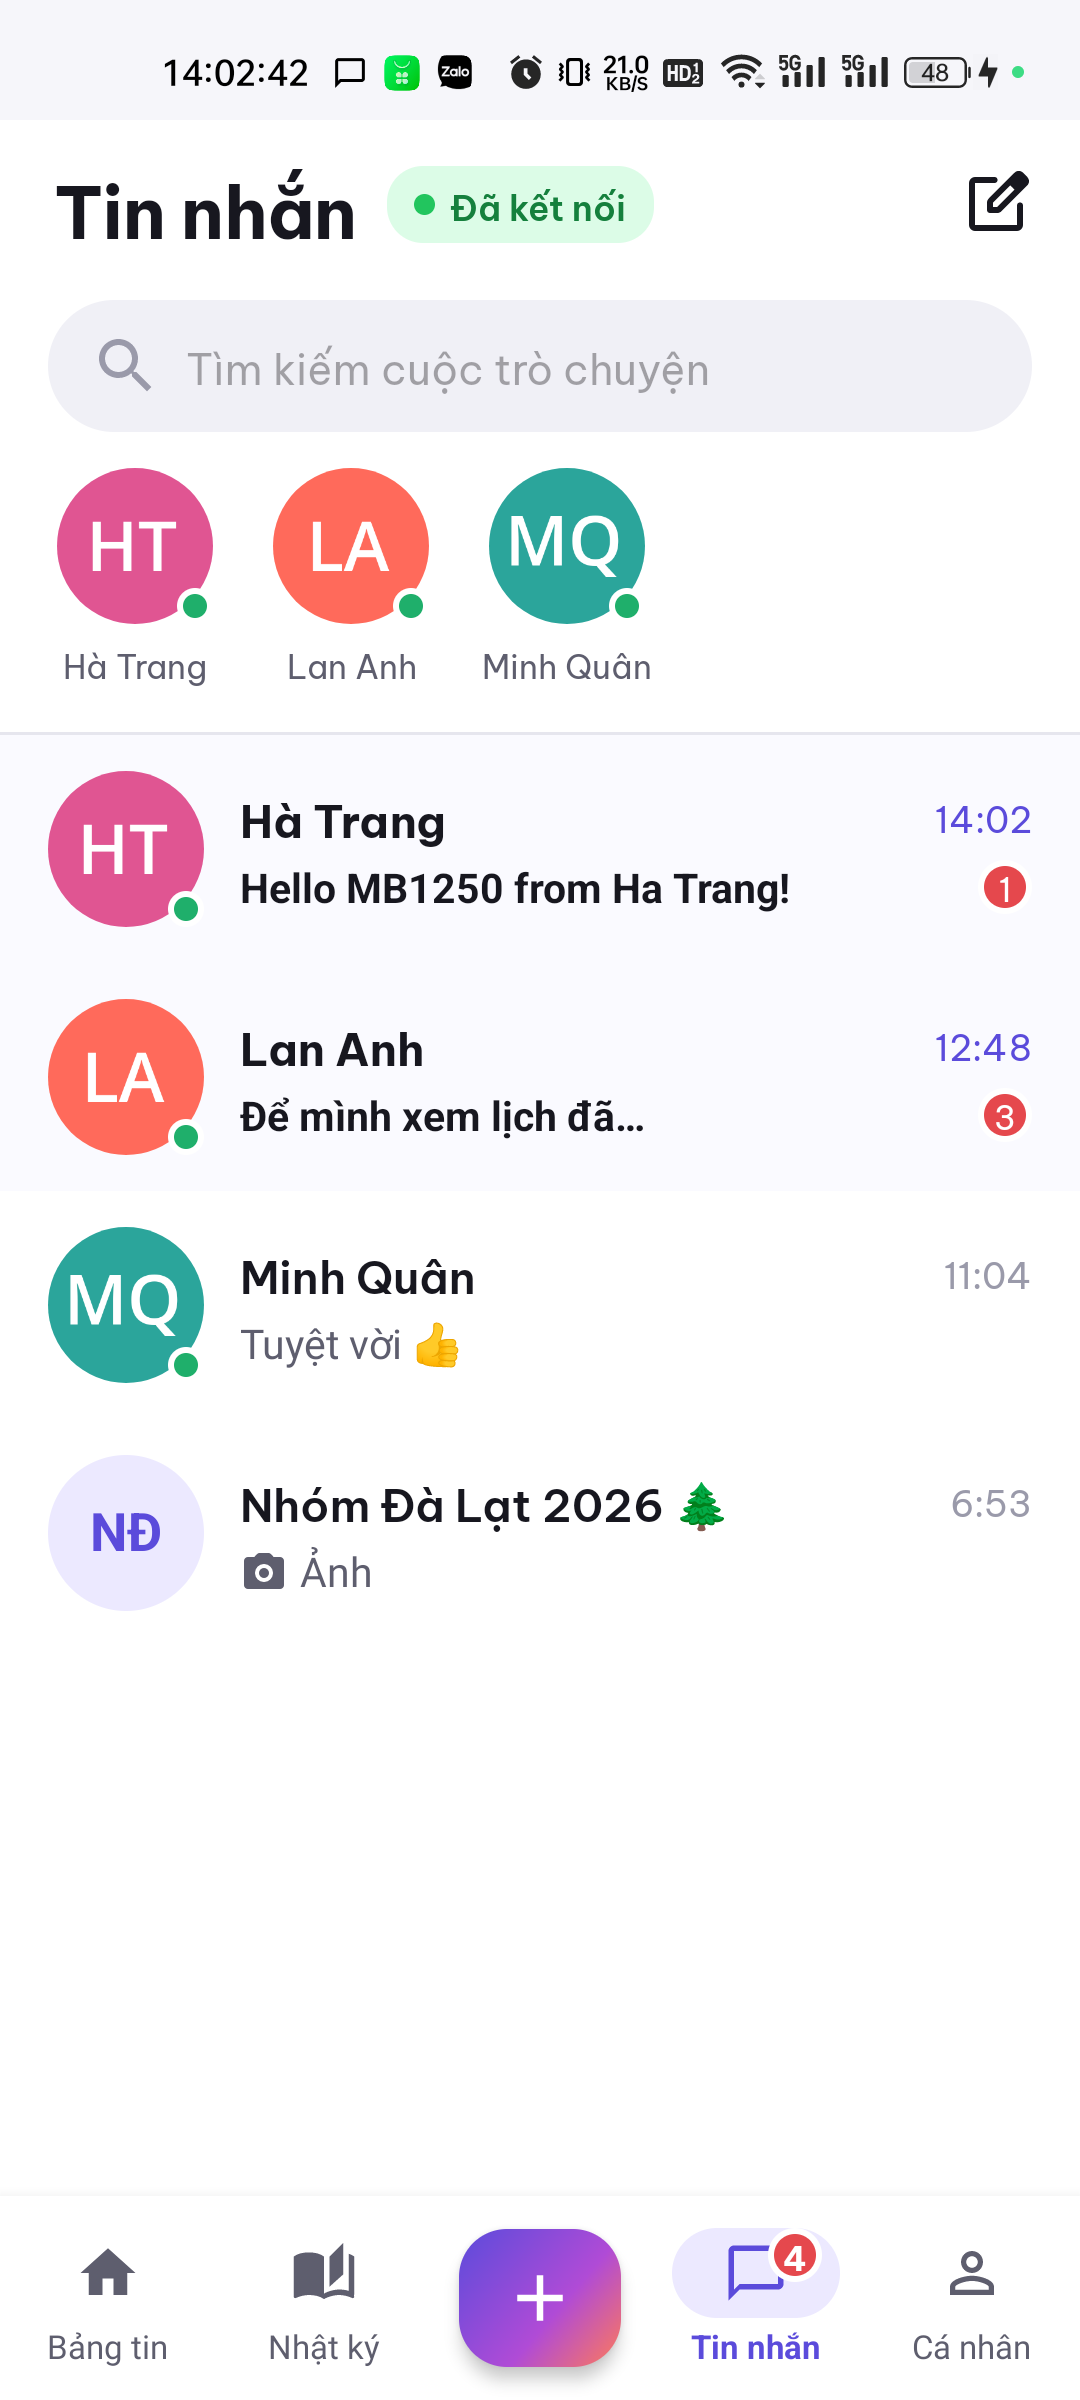 14:02:42 Zalo 21.0 KB/S HD 1 2 5G 5G 48
Tin nhắn
Đã kết nối
Tìm kiếm cuộc trò chuyện
HT LA MQ
Hà Trang Lan Anh Minh Quân
HT
Hà Trang 14:02
Hello MB1250 from Ha Trang! 1
LA
Lan Anh 12:48
Để mình xem lịch đã... 3
MQ
Minh Quân 11:04
Tuyệt vời 👍
NĐ
Nhóm Đà Lạt 2026 🌲 6:53
Ảnh
4
Bảng tin Nhật ký Tin nhắn Cá nhân